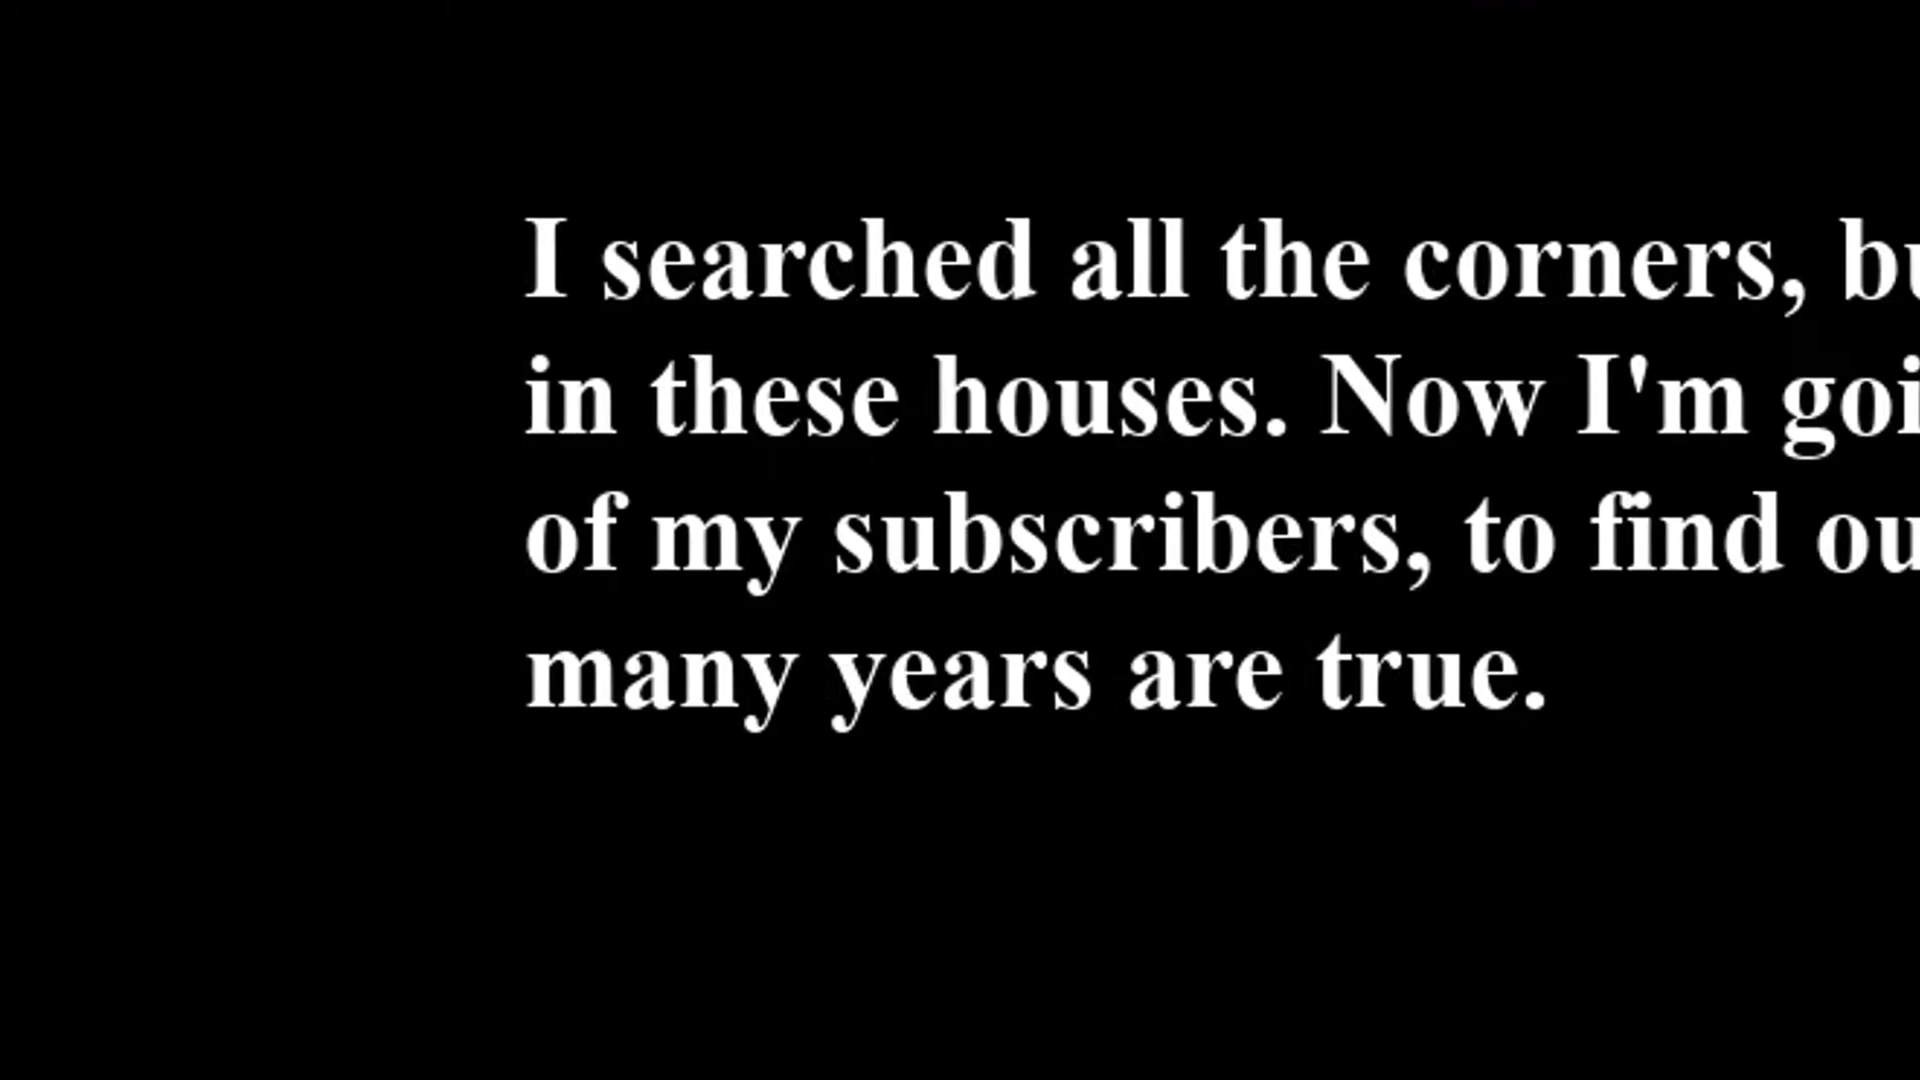 I searched all the corners,
in these houses. Now I'm
of my subscribers, to find
many years are true.